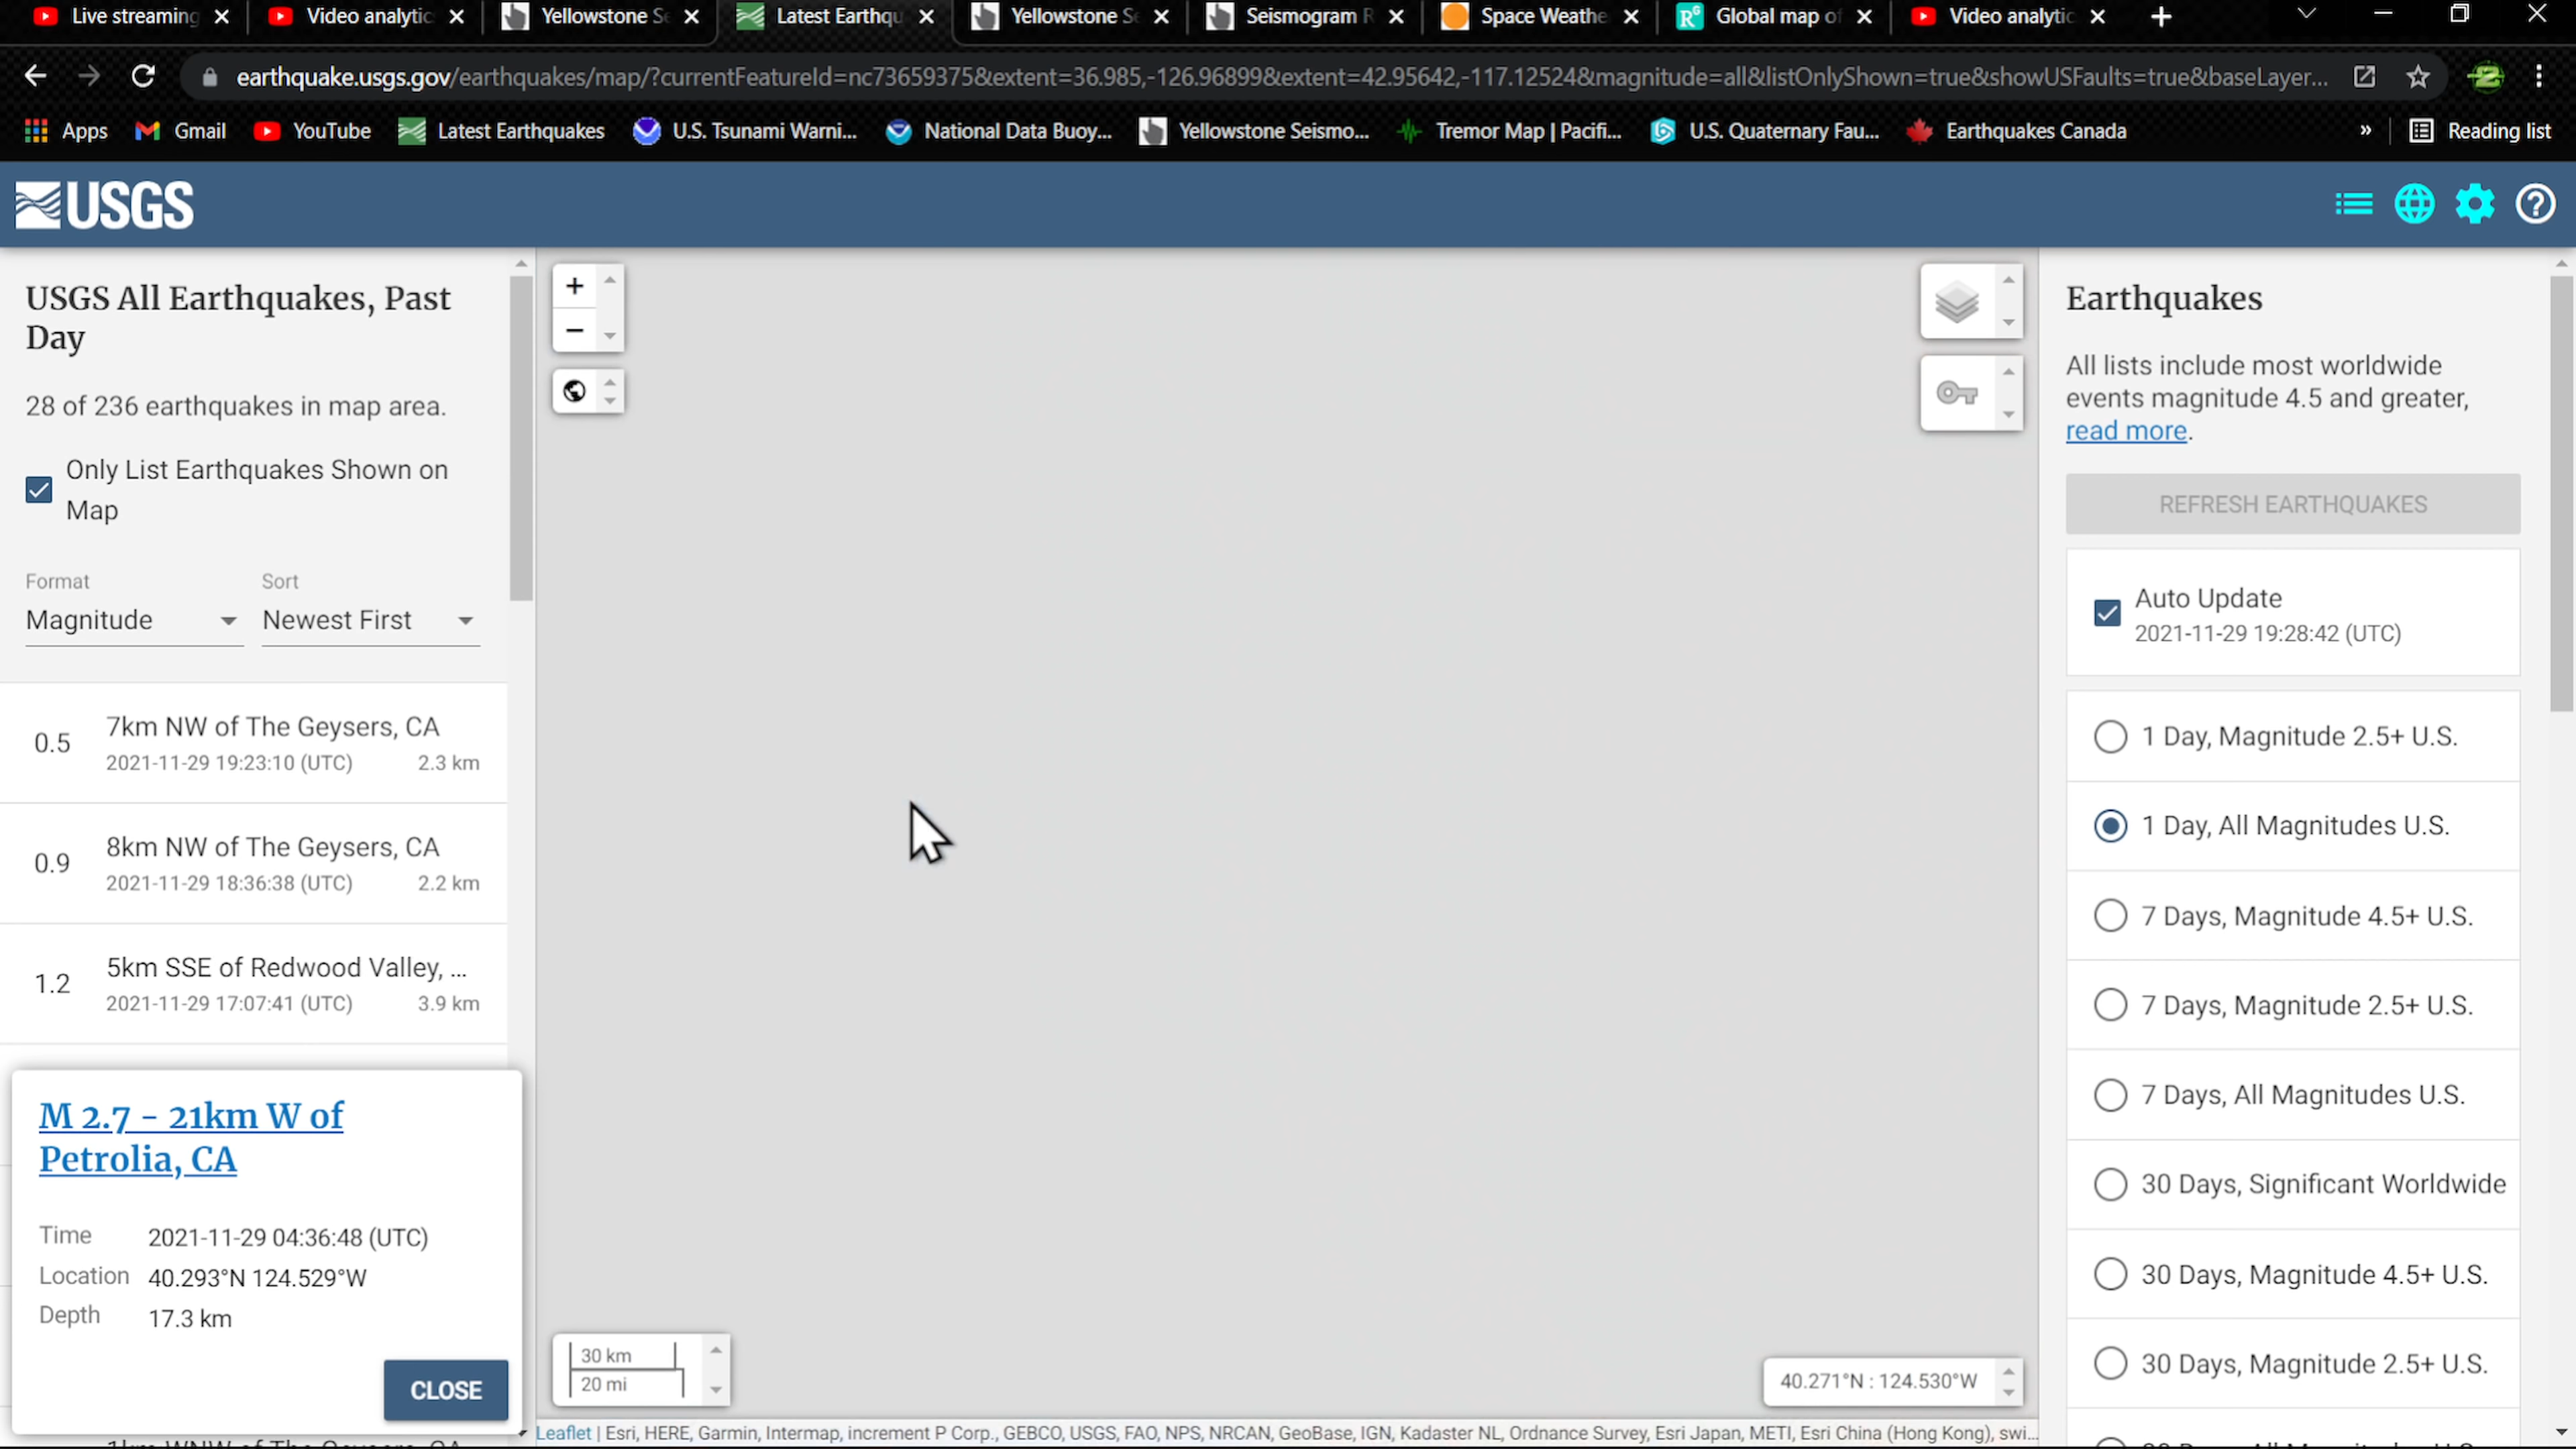 Live streaming
Video analytic
Yellowstone Se
Latest Earthqu
Yellowstone Se
Seismogram R
Space Weathe
Global map of
Video analytic
earthquake.usgs.gov/earthquakes/map/?currentFeatureId=nc73659375&extent=36.985,-126.96899&extent=42.95642,-117.12524&magnitude=all&listOnlyShown=true&showUSFaults=true&baseLayer...
Apps
Gmail
YouTube
Latest Earthquakes
U.S. Tsunami Warni...
National Data Buoy...
Yellowstone Seismo...
Tremor Map | Pacifi...
U.S. Quaternary Fau...
Earthquakes Canada
»
Reading list
USGS
USGS All Earthquakes, Past
Day
28 of 236 earthquakes in map area.
Only List Earthquakes Shown on
Map
Format
Sort
Magnitude
Newest First
0.5
7km NW of The Geysers, CA
2021-11-29 19:23:10 (UTC)
2.3 km
0.9
8km NW of The Geysers, CA
2021-11-29 18:36:38 (UTC)
2.2 km
1.2
5km SSE of Redwood Valley, ...
2021-11-29 17:07:41 (UTC)
3.9 km
M 2.7 - 21km W of
Petrolia, CA
Time 2021-11-29 04:36:48 (UTC)
Location 40.293°N 124.529°W
Depth 17.3 km
CLOSE
+
−
30 km
20 mi
40.271°N : 124.530°W
Leaflet | Esri, HERE, Garmin, Intermap, increment P Corp., GEBCO, USGS, FAO, NPS, NRCAN, GeoBase, IGN, Kadaster NL, Ordnance Survey, Esri Japan, METI, Esri China (Hong Kong), swi...
Earthquakes
All lists include most worldwide
events magnitude 4.5 and greater,
read more.
REFRESH EARTHQUAKES
Auto Update
2021-11-29 19:28:42 (UTC)
1 Day, Magnitude 2.5+ U.S.
1 Day, All Magnitudes U.S.
7 Days, Magnitude 4.5+ U.S.
7 Days, Magnitude 2.5+ U.S.
7 Days, All Magnitudes U.S.
30 Days, Significant Worldwide
30 Days, Magnitude 4.5+ U.S.
30 Days, Magnitude 2.5+ U.S.